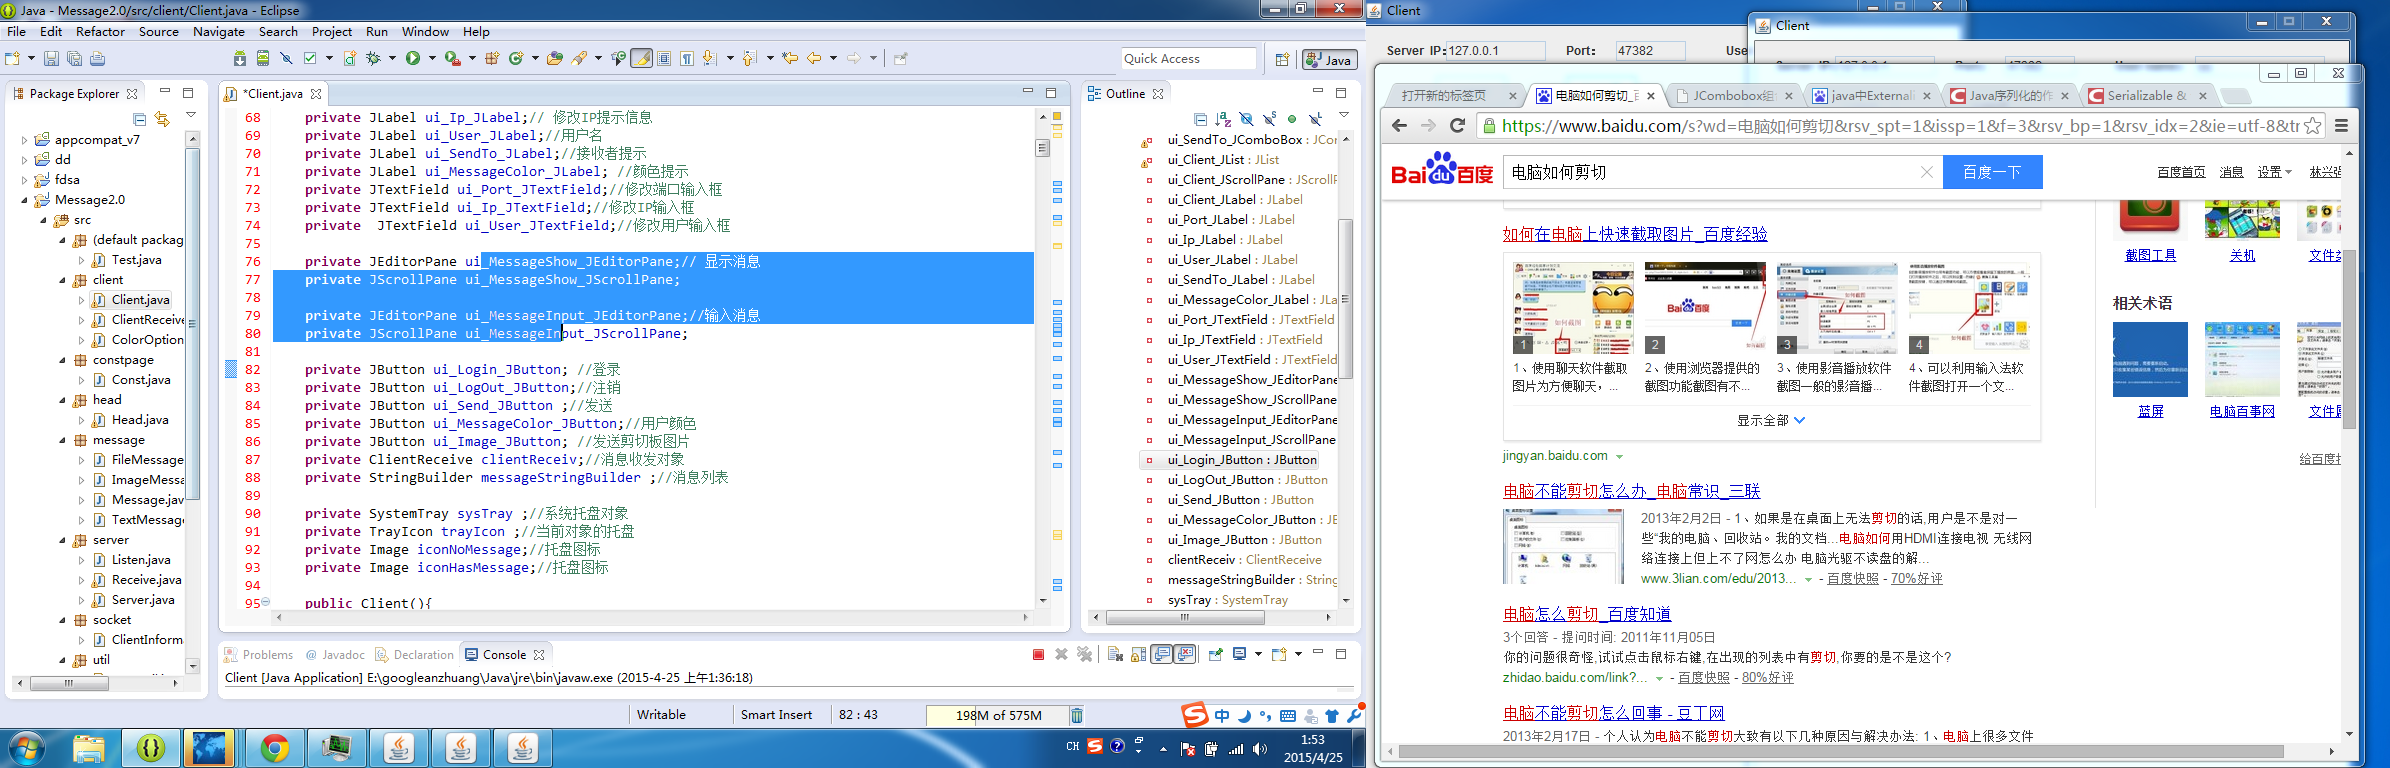 Java - Message2.0/src/client/Client.java - Eclipse
File Edit Refactor Source Navigate Search Project Run Window Help
Quick Access
Java
Package Explorer
appcompat_v7
dd
fdsa
Message2.0
src
(default packag
Test.java
client
Client.java
ClientReceive
ColorOption
constpage
Const.java
head
Head.java
message
FileMessage
ImageMessa
Message.jav
TextMessage
server
Listen.java
Receive.java
Server.java
socket
ClientInform
util
*Client.java
68 private JLabel ui_Ip_JLabel;// 修改IP提示信息
69 private JLabel ui_User_JLabel;//用户名
70 private JLabel ui_SendTo_JLabel;//接收者提示
71 private JLabel ui_MessageColor_JLabel; //颜色提示
72 private JTextField ui_Port_JTextField;//修改端口输入框
73 private JTextField ui_Ip_JTextField;//修改IP输入框
74 private  JTextField ui_User_JTextField;//修改用户输入框
75
76 private JEditorPane ui_MessageShow_JEditorPane;// 显示消息
77 private JScrollPane ui_MessageShow_JScrollPane;
78
79 private JEditorPane ui_MessageInput_JEditorPane;//输入消息
80 private JScrollPane ui_MessageInput_JScrollPane;
81
82 private JButton ui_Login_JButton; //登录
83 private JButton ui_LogOut_JButton;//注销
84 private JButton ui_Send_JButton ;//发送
85 private JButton ui_MessageColor_JButton;//用户颜色
86 private JButton ui_Image_JButton; //发送剪切板图片
87 private ClientReceive clientReceiv;//消息收发对象
88 private StringBuilder messageStringBuilder ;//消息列表
89
90 private SystemTray sysTray ;//系统托盘对象
91 private TrayIcon trayIcon ;//当前对象的托盘
92 private Image iconNoMessage;//托盘图标
93 private Image iconHasMessage;//托盘图标
94
95 public Client(){
Outline
ui_SendTo_JComboBox : JCor
ui_Client_JList : JList
ui_Client_JScrollPane : JScrollF
ui_Client_JLabel : JLabel
ui_Port_JLabel : JLabel
ui_Ip_JLabel : JLabel
ui_User_JLabel : JLabel
ui_SendTo_JLabel : JLabel
ui_MessageColor_JLabel : JLa
ui_Port_JTextField : JTextField
ui_Ip_JTextField : JTextField
ui_User_JTextField : JTextField
ui_MessageShow_JEditorPane
ui_MessageShow_JScrollPane
ui_MessageInput_JEditorPane
ui_MessageInput_JScrollPane
ui_Login_JButton : JButton
ui_LogOut_JButton : JButton
ui_Send_JButton : JButton
ui_MessageColor_JButton : JE
ui_Image_JButton : JButton
clientReceiv : ClientReceive
messageStringBuilder : String
sysTray : SystemTray
Problems @ Javadoc Declaration Console
Client [Java Application] E:\googleanzhuang\Java\jre\bin\javaw.exe (2015-4-25 上午1:36:18)
Writable Smart Insert 82 : 43 198M of 575M
中
CH
1:53
2015/4/25
Client
Server IP: 127.0.0.1 Port: 47382 Use
Client
打开新的标签页 电脑如何剪切_百 JCombobox组 java中Externali Java序列化的作 Serializable &
https://www.baidu.com/s?wd=电脑如何剪切&rsv_spt=1&issp=1&f=3&rsv_bp=1&rsv_idx=2&ie=utf-8&tr
Bai du 百度 电脑如何剪切 百度一下 百度首页 消息 设置 林兴强
如何在电脑上快速截取图片_百度经验
1 2 3 4
1、使用聊天软件截取图片为方便聊天，...
2、使用浏览器提供的截图功能截图有不...
3、使用影音播放软件截图一般的影音播...
4、可以利用输入法软件截图打开一个文...
显示全部
jingyan.baidu.com
电脑不能剪切怎么办_电脑常识_三联
2013年2月2日 - 1、如果是在桌面上无法剪切的话,用户是不是对一
些“我的电脑、回收站。我的文档...电脑如何用HDMI连接电视 无线网
络连接上但上不了网怎么办 电脑光驱不读盘的解...
www.3lian.com/edu/2013... - 百度快照 - 70%好评
电脑怎么剪切_百度知道
3个回答 - 提问时间: 2011年11月05日
你的问题很奇怪,试试点击鼠标右键,在出现的列表中有剪切,你要的是不是这个?
zhidao.baidu.com/link?... - 百度快照 - 80%好评
电脑不能剪切怎么回事 - 豆丁网
2013年2月17日 - 个人认为电脑不能剪切大致有以下几种原因与解决办法: 1、电脑上很多文件
截图工具 关机 文件夹
相关术语
蓝屏 电脑百事网 文件属
给百度提